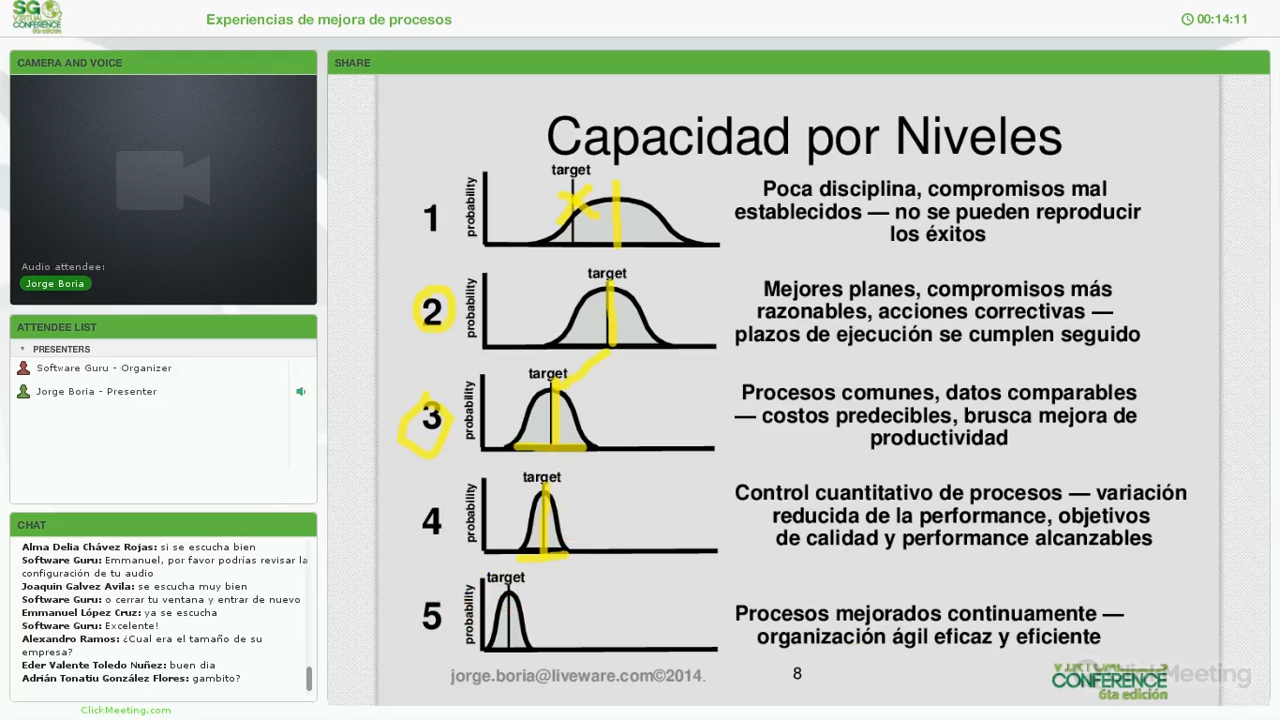 SG
VIRTUAL
CONFERENCE
6ta edición
Experiencias de mejora de procesos
00:14:11
CAMERA AND VOICE
Audio attendee:
Jorge Boria
ATTENDEE LIST
PRESENTERS
Software Guru - Organizer
Jorge Boria - Presenter
CHAT
Alma Delia Chávez Rojas: si se escucha bien
Software Guru: Emmanuel, por favor podrías revisar la
configuración de tu audio
Joaquin Galvez Avila: se escucha muy bien
Software Guru: o cerrar tu ventana y entrar de nuevo
Emmanuel López Cruz: ya se escucha
Software Guru: Excelente!
Alexandro Ramos: ¿Cual era el tamaño de su
empresa?
Eder Valente Toledo Nuñez: buen dia
Adrián Tonatiu González Flores: gambito?
ClickMeeting.com
SHARE
Capacidad por Niveles
1
probability
target
Poca disciplina, compromisos mal
establecidos — no se pueden reproducir
los éxitos
2
probability
target
Mejores planes, compromisos más
razonables, acciones correctivas —
plazos de ejecución se cumplen seguido
3
probability
target
Procesos comunes, datos comparables
— costos predecibles, brusca mejora de
productividad
4
probability
target
Control cuantitativo de procesos — variación
reducida de la performance, objetivos
de calidad y performance alcanzables
5
probability
target
Procesos mejorados continuamente —
organización ágil eficaz y eficiente
jorge.boria@liveware.com©2014.
8
VIRTUAL
CONFERENCE
6ta edición
ClickMeeting